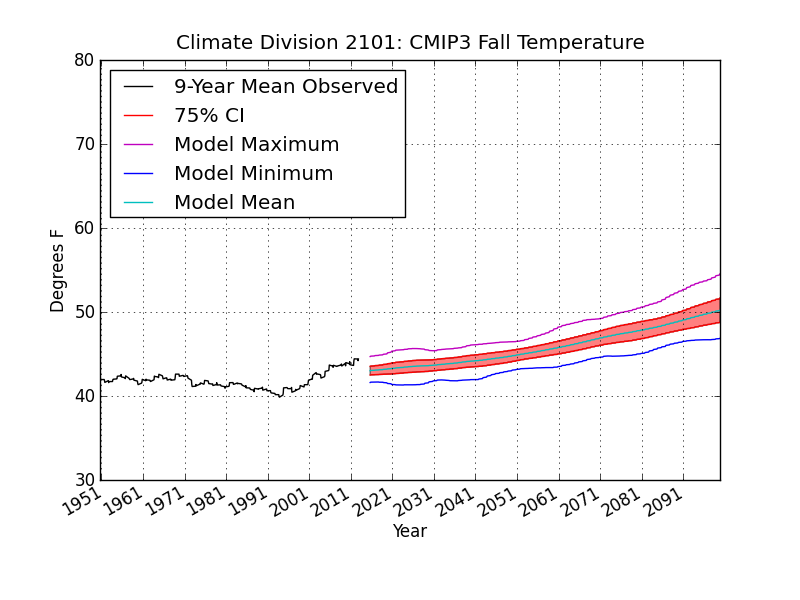 Climate Division 2101: CMIP3 Fall Temperature
80
70
60
50
40
30
Degrees F
9-Year Mean Observed
75% CI
Model Maximum
Model Minimum
Model Mean
1951
1961
1971
1981
1991
2001
2011
2021
2031
2041
2051
2061
2071
2081
2091
Year